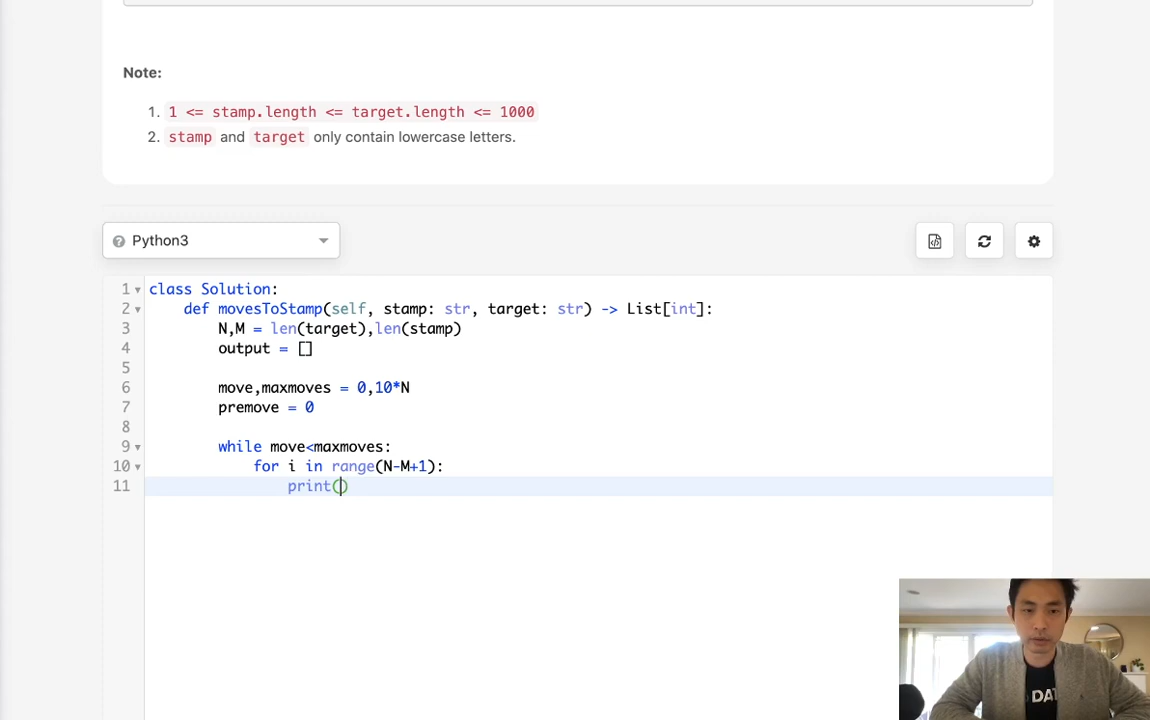 Note:
1. 1 <= stamp.length <= target.length <= 1000
2. stamp and target only contain lowercase letters.
Python3
1 class Solution:
2 def movesToStamp(self, stamp: str, target: str) -> List[int]:
3 N,M = len(target),len(stamp)
4 output = []
5
6 move,maxmoves = 0,10*N
7 premove = 0
8
9 while move<maxmoves:
10 for i in range(N-M+1):
11 print()
DAT